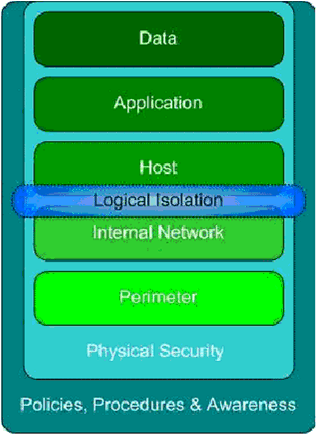 Data
Application
Host
Logical Isolation
Internal Network
Perimeter
Physical Security
Policies, Procedures & Awareness